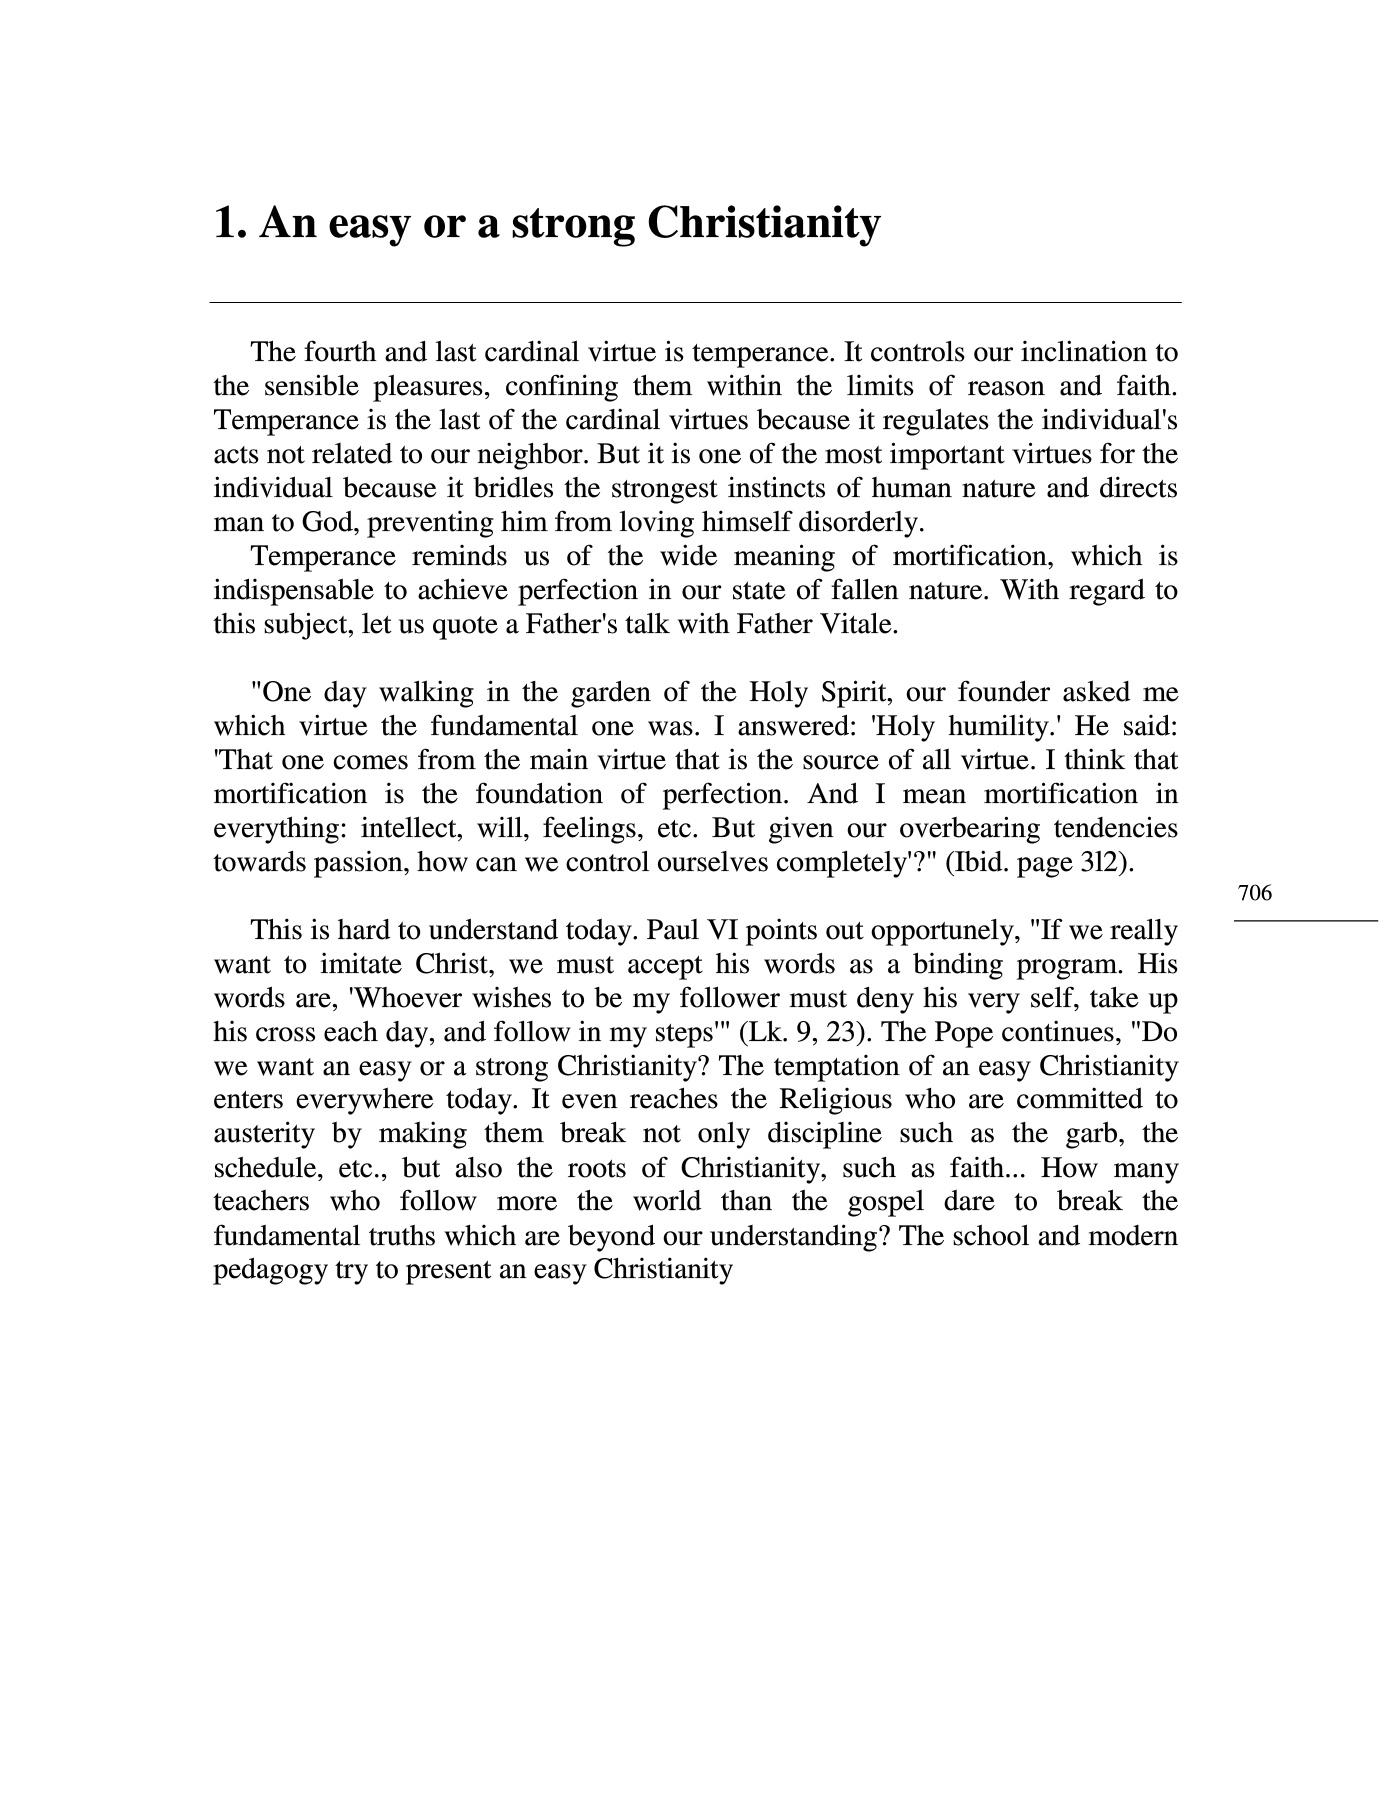 1. An easy or a strong Christianity
The fourth and last cardinal virtue is temperance. It controls our inclination to
the sensible pleasures, confining them within the limits of reason and faith.
Temperance is the last of the cardinal virtues because it regulates the individual's
acts not related to our neighbor. But it is one of the most important virtues for the
individual because it bridles the strongest instincts of human nature and directs
man to God, preventing him from loving himself disorderly.
Temperance reminds us of the wide meaning of mortification, which is
indispensable to achieve perfection in our state of fallen nature. With regard to
this subject, let us quote a Father's talk with Father Vitale.
"One day walking in the garden of the Holy Spirit, our founder asked me
which virtue the fundamental one was. I answered: 'Holy humility.' He said:
'That one comes from the main virtue that is the source of all virtue. I think that
mortification is the foundation of perfection. And I mean mortification in
everything: intellect, will, feelings, etc. But given our overbearing tendencies
towards passion, how can we control ourselves completely'?" (Ibid. page 3l2).
706
This is hard to understand today. Paul VI points out opportunely, "If we really
want to imitate Christ, we must accept his words as a binding program. His
words are, 'Whoever wishes to be my follower must deny his very self, take up
his cross each day, and follow in my steps'" (Lk. 9, 23). The Pope continues, "Do
we want an easy or a strong Christianity? The temptation of an easy Christianity
enters everywhere today. It even reaches the Religious who are committed to
austerity by making them break not only discipline such as the garb, the
schedule, etc., but also the roots of Christianity, such as faith... How many
teachers who follow more the world than the gospel dare to break the
fundamental truths which are beyond our understanding? The school and modern
pedagogy try to present an easy Christianity